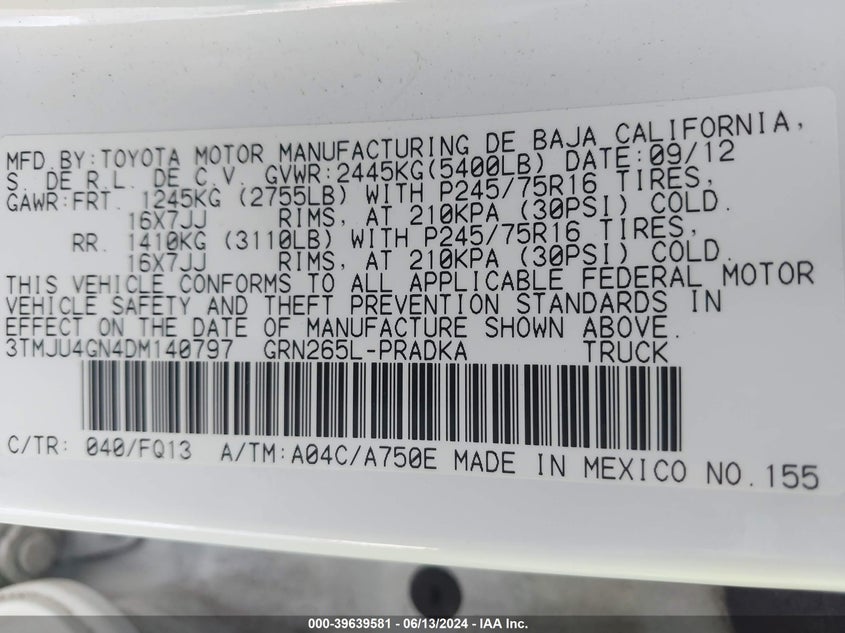 MFD.BY:TOYOTA MOTOR MANUFACTURING DE BAJA CALIFORNIA,
S. DE R.L. DE C.V. GVWR:2445KG(5400LB) DATE:09/12
GAWR:FRT. 1245KG (2755LB) WITH P245/75R16 TIRES,
16X7JJ RIMS, AT 210KPA (30PSI) COLD.
RR. 1410KG (3110LB) WITH P245/75R16 TIRES,
16X7JJ RIMS, AT 210KPA (30PSI) COLD.
THIS VEHICLE CONFORMS TO ALL APPLICABLE FEDERAL MOTOR
VEHICLE SAFETY AND THEFT PREVENTION STANDARDS IN
EFFECT ON THE DATE OF MANUFACTURE SHOWN ABOVE.
3TMJU4GN4DM140797 GRN265L-PRADKA TRUCK
C/TR: 040/FQ13 A/TM:A04C/A750E MADE IN MEXICO NO.155
000-39639581 - 06/13/2024 - IAA Inc.